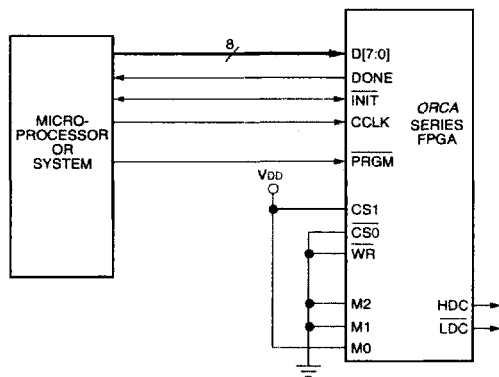 8
D[7:0]
DONE
INIT
CCLK
PRGM
MICRO-
PROCESSOR
OR
SYSTEM
ORCA
SERIES
FPGA
VDD
CS1
CS0
WR
M2
M1
M0
HDC
LDC